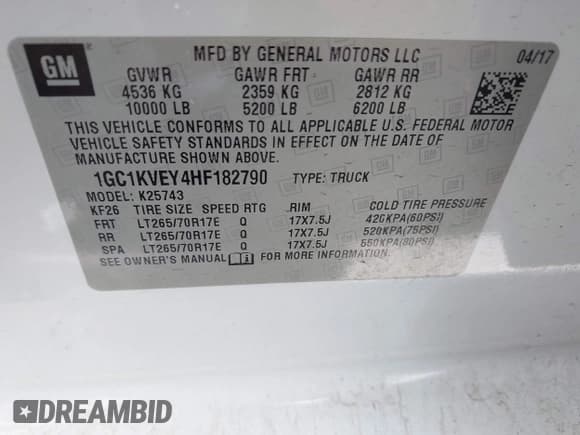 GM
MFD BY GENERAL MOTORS LLC 04/17
GVWR GAWR FRT GAWR RR
4536 KG 2359 KG 2812 KG
10000 LB 5200 LB 6200 LB
THIS VEHICLE CONFORMS TO ALL APPLICABLE U.S. FEDERAL MOTOR
VEHICLE SAFETY STANDARDS IN EFFECT ON THE DATE OF
MANUFACTURE SHOWN ABOVE.
1GC1KVEY4HF182790 TYPE: TRUCK
MODEL: K25743
KF26 TIRE SIZE SPEED RTG .RIM COLD TIRE PRESSURE
FRT LT265/70R17E Q 17X7.5J 420KPA(60PSI)
RR LT265/70R17E Q 17X7.5J 520KPA(75PSI)
SPA LT265/70R17E Q 17X7.5J 550KPA(80PSI)
SEE OWNER'S MANUAL FOR MORE INFORMATION.
DREAMBID